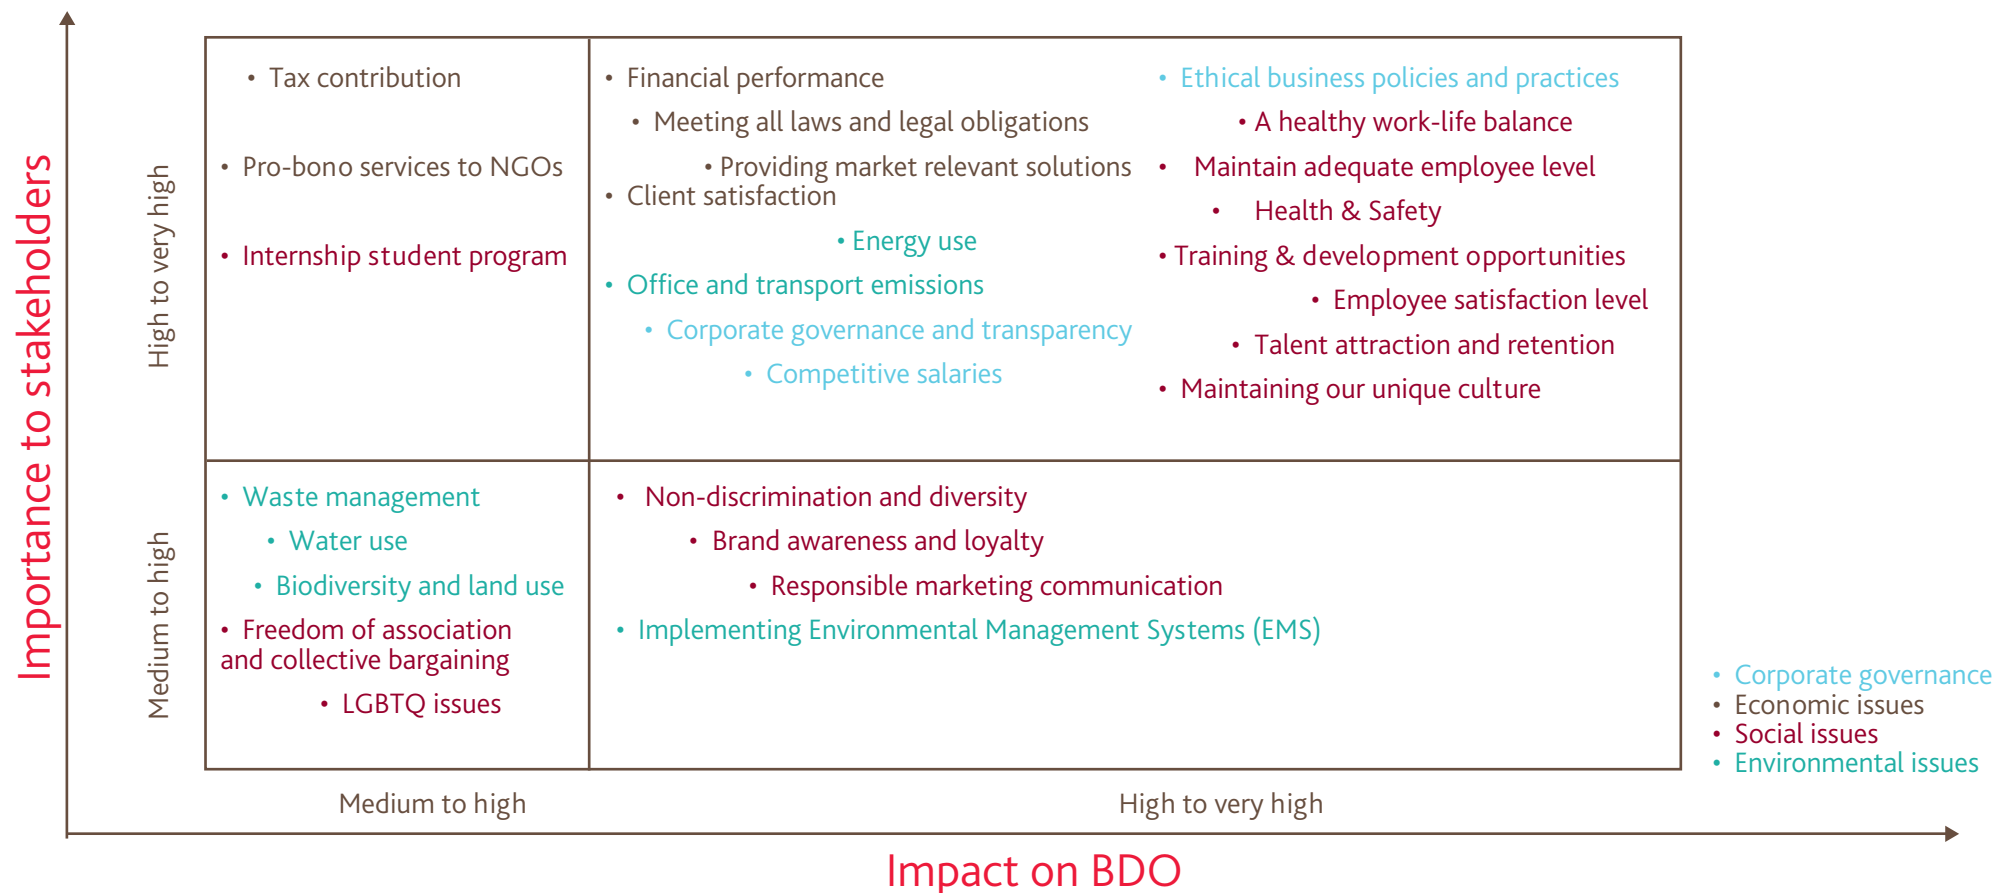 Importance to stakeholders
High to very high
Medium to high
• Tax contribution
• Pro-bono services to NGOs
• Internship student program
• Financial performance
• Meeting all laws and legal obligations
• Providing market relevant solutions
• Client satisfaction
• Energy use
• Office and transport emissions
• Corporate governance and transparency
• Competitive salaries
• Ethical business policies and practices
• A healthy work-life balance
• Maintain adequate employee level
• Health & Safety
• Training & development opportunities
• Employee satisfaction level
• Talent attraction and retention
• Maintaining our unique culture
• Waste management
• Water use
• Biodiversity and land use
• Freedom of association
and collective bargaining
• LGBTQ issues
• Non-discrimination and diversity
• Brand awareness and loyalty
• Responsible marketing communication
• Implementing Environmental Management Systems (EMS)
• Corporate governance
• Economic issues
• Social issues
• Environmental issues
Medium to high
High to very high
Impact on BDO